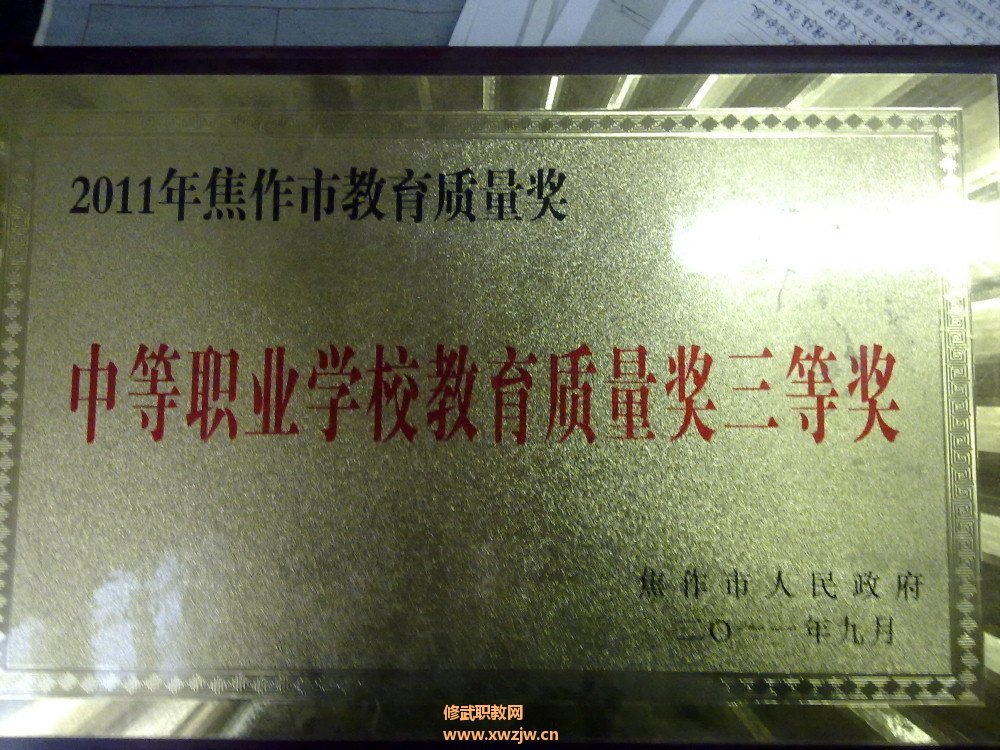 2011年焦作市教育质量奖
中等职业学校教育质量奖三等奖
焦作市人民政府
二〇一一年九月
修武职教网
www.xwzjw.cn